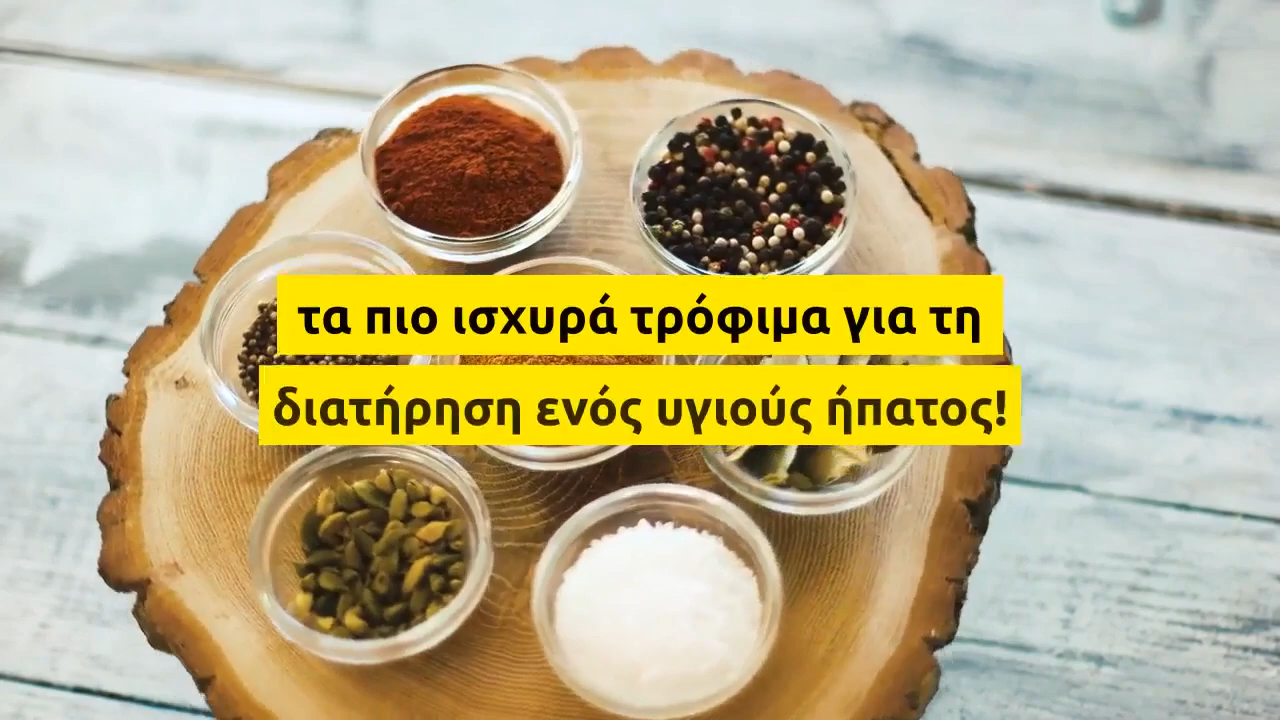 τα πιο ισχυρά τρόφιμα για τη
διατήρηση ενός υγιούς ήπατος!